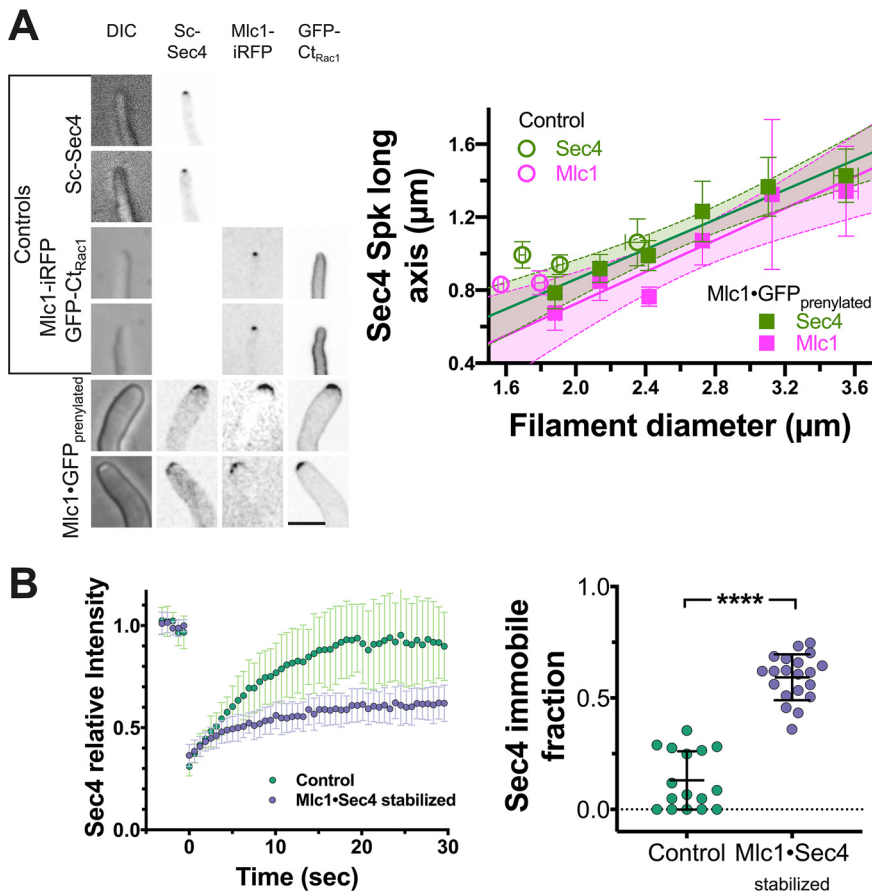 A
DIC
Sc-
Sec4
Mlc1-
iRFP
GFP-
CtRac1
Controls
Sc-Sec4
Mlc1-iRFP
GFP-CtRac1
Mlc1•GFPprenylated
Sec4 Spk long
axis (µm)
1.6
1.2
0.8
0.4
Control
Sec4
Mlc1
Mlc1•GFPprenylated
Sec4
Mlc1
1.6 2.0 2.4 2.8 3.2 3.6
Filament diameter (µm)
B
Sec4 relative Intensity
1.0
0.5
0.0
Control
Mlc1•Sec4 stabilized
0 10 20 30
Time (sec)
Sec4 immobile
fraction
1.0
0.5
0.0
****
Control Mlc1•Sec4
stabilized